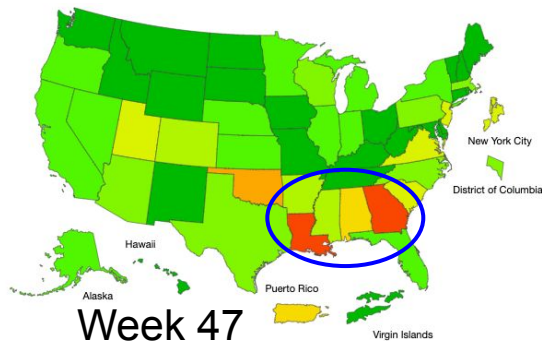 New York City
District of Columbia
Hawaii
Alaska
Puerto Rico
Week 47
Virgin Islands